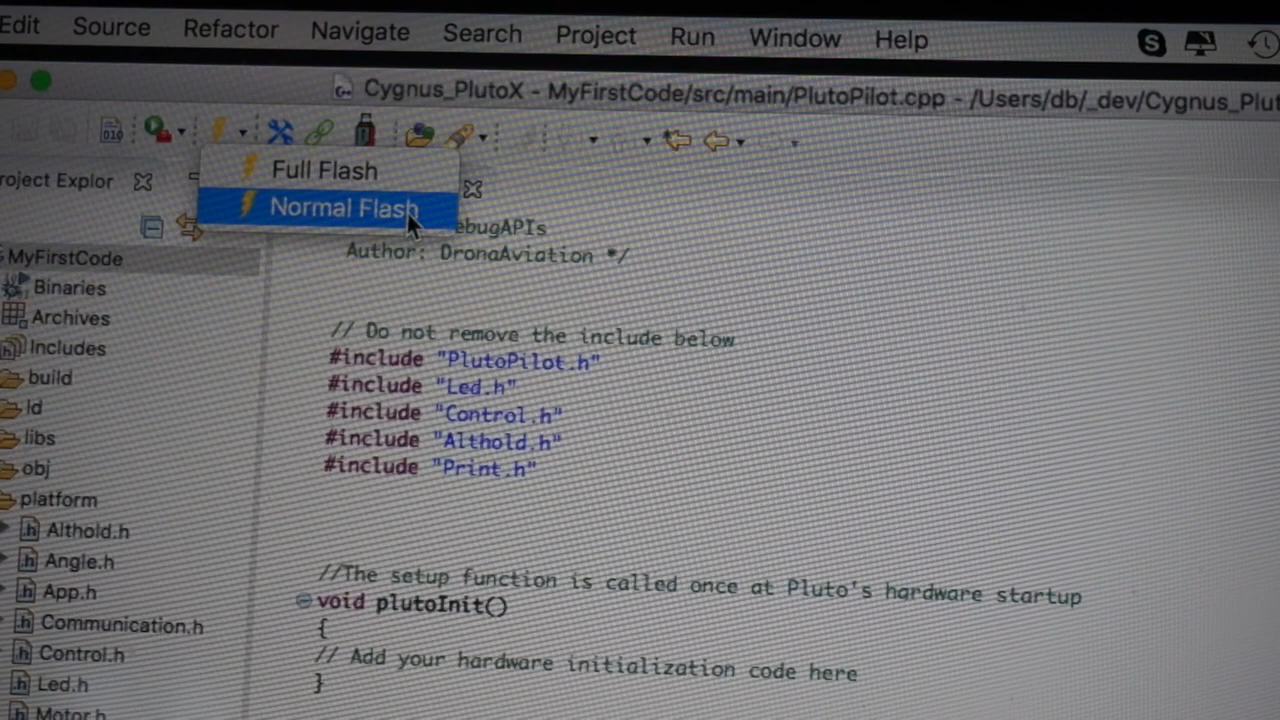 Edit Source Refactor Navigate Search Project Run Window Help
Cygnus_PlutoX - MyFirstCode/src/main/PlutoPilot.cpp - /Users/db/_dev/Cygnus_Plut
010
Full Flash
roject Explor
Normal Flash
ebugAPIs
Author: DronaAviation */
MyFirstCode
Binaries
Archives
Includes
build
ld
libs
obj
platform
Althold.h
Angle.h
App.h
Communication.h
Control.h
Led.h
Motor.h
// Do not remove the include below
#include "PlutoPilot.h"
#include "Led.h"
#include "Control.h"
#include "Althold.h"
#include "Print.h"
//The setup function is called once at Pluto's hardware startup
void plutoInit()
{
// Add your hardware initialization code here
}